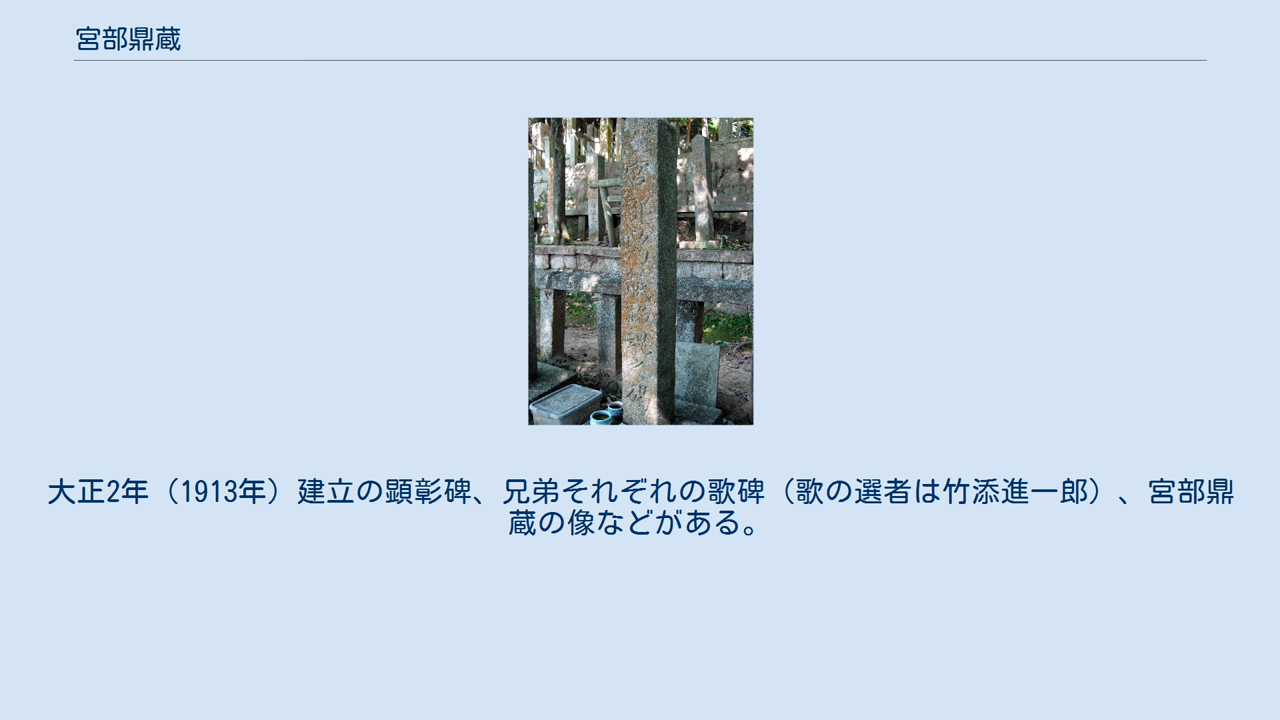 宮部鼎蔵
大正2年（1913年）建立の顕彰碑、兄弟それぞれの歌碑（歌の選者は竹添進一郎）、宮部鼎
蔵の像などがある。